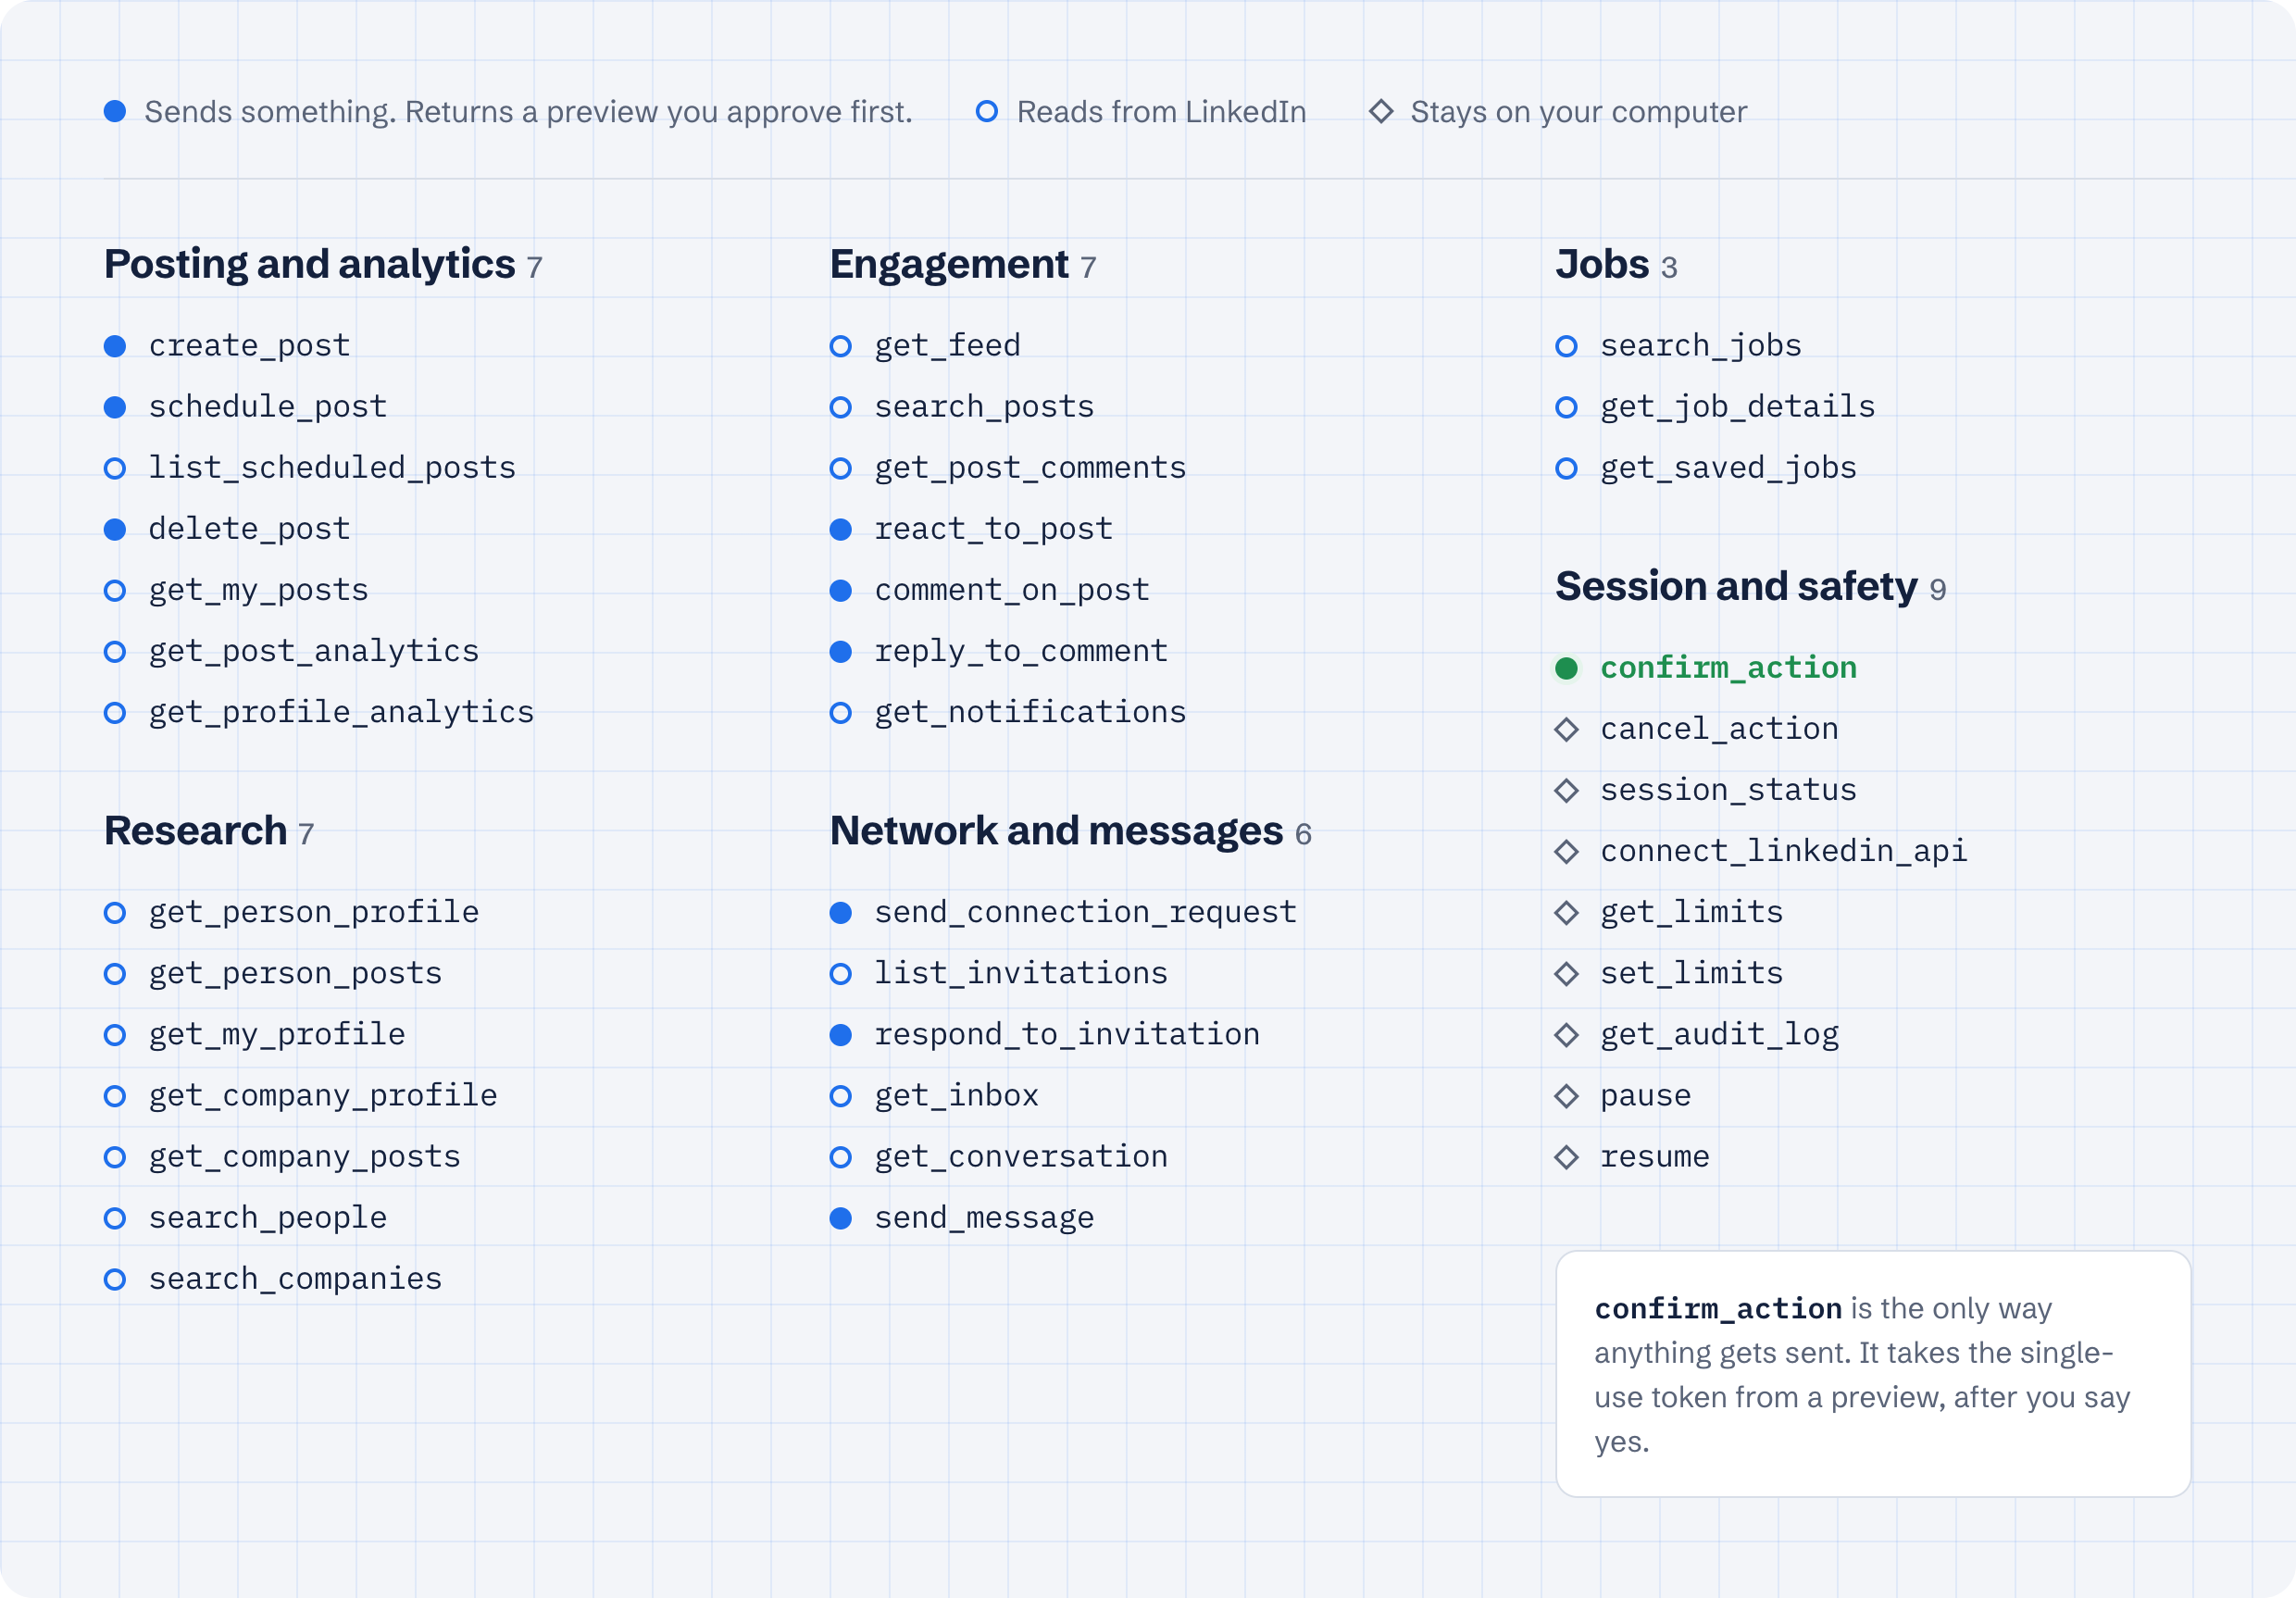 Sends something. Returns a preview you approve first.
Reads from LinkedIn
Stays on your computer
Posting and analytics 7
create_post
schedule_post
list_scheduled_posts
delete_post
get_my_posts
get_post_analytics
get_profile_analytics
Research 7
get_person_profile
get_person_posts
get_my_profile
get_company_profile
get_company_posts
search_people
search_companies
Engagement 7
get_feed
search_posts
get_post_comments
react_to_post
comment_on_post
reply_to_comment
get_notifications
Network and messages 6
send_connection_request
list_invitations
respond_to_invitation
get_inbox
get_conversation
send_message
Jobs 3
search_jobs
get_job_details
get_saved_jobs
Session and safety 9
confirm_action
cancel_action
session_status
connect_linkedin_api
get_limits
set_limits
get_audit_log
pause
resume
confirm_action is the only way
anything gets sent. It takes the single-
use token from a preview, after you say
yes.